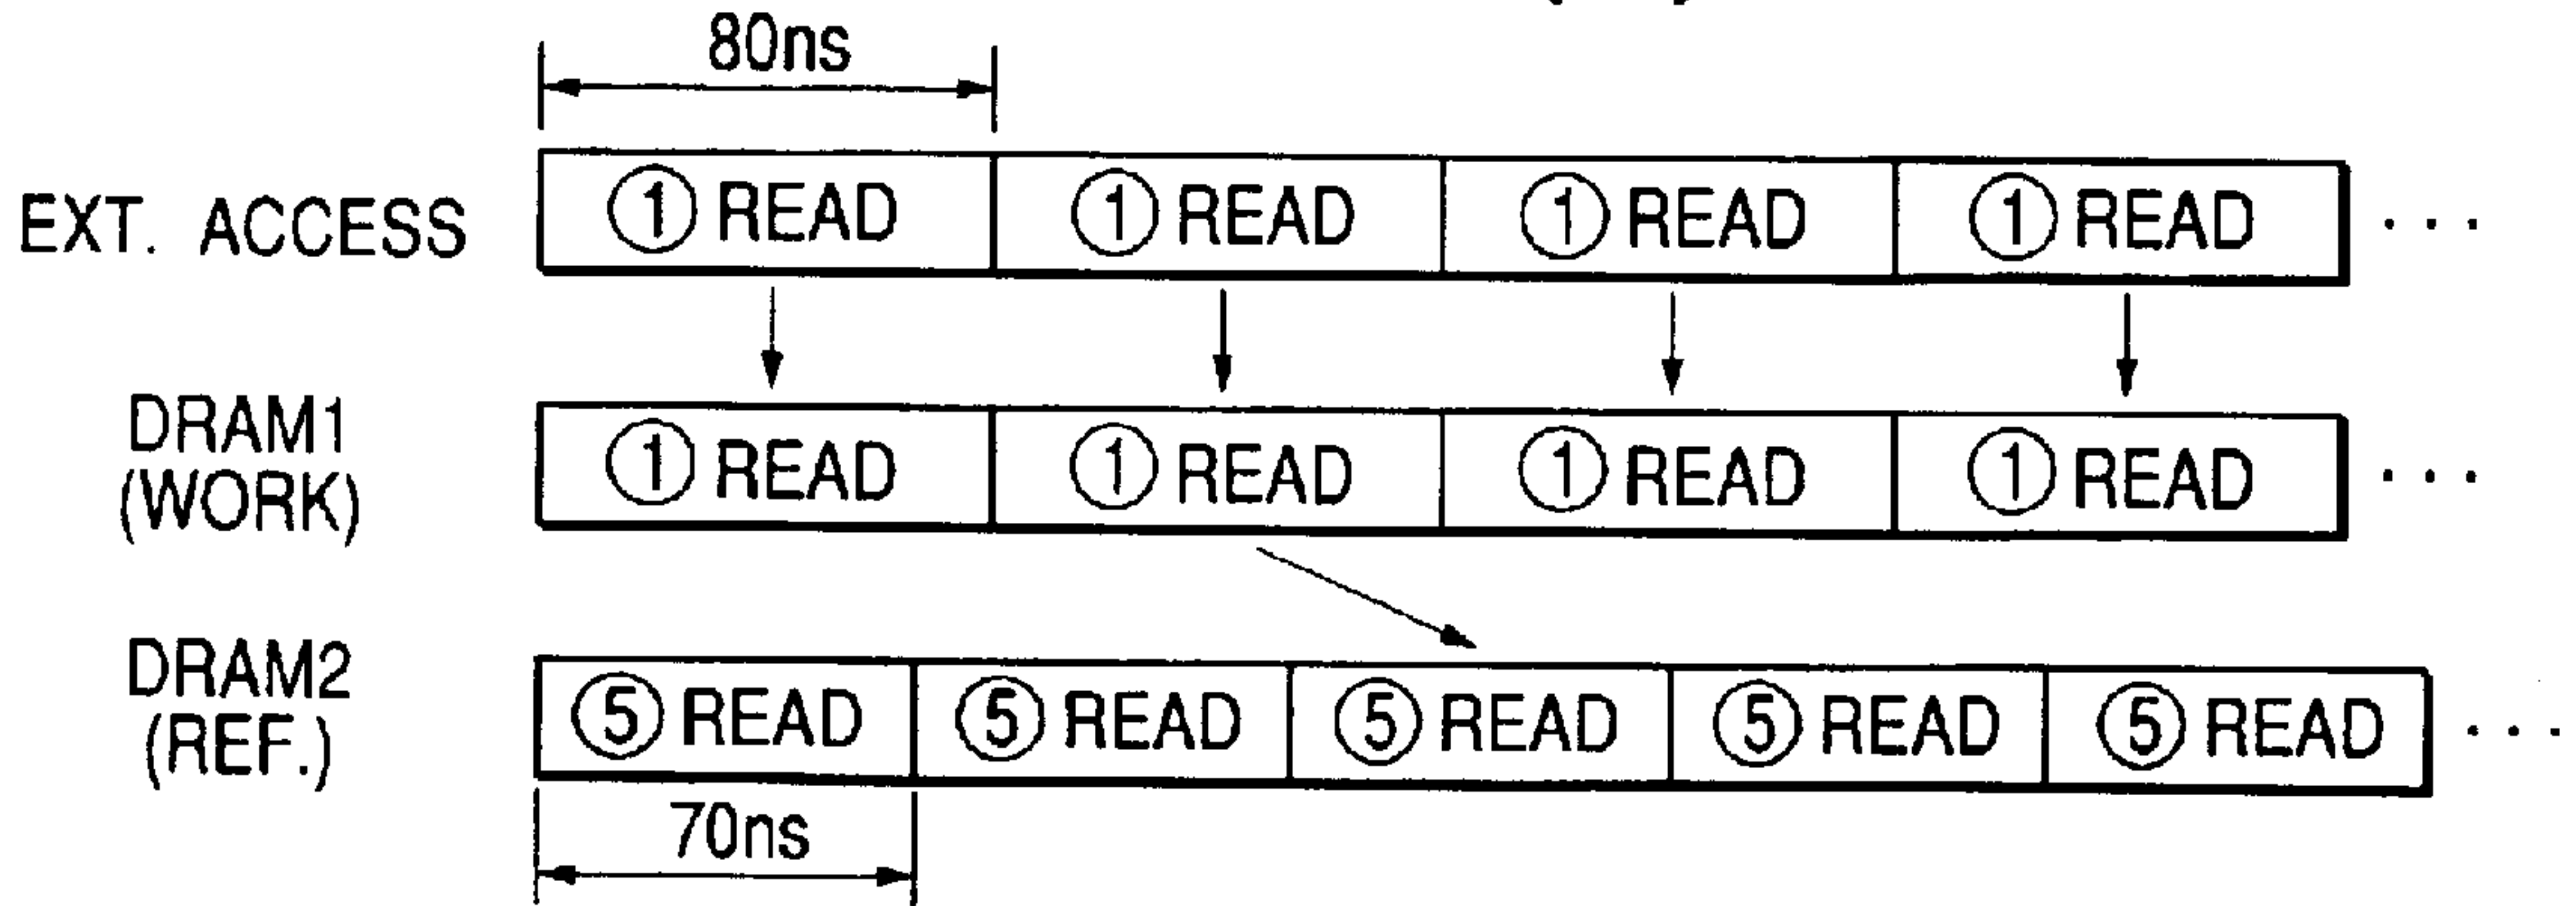 80ns
EXT. ACCESS ① READ ① READ ① READ ① READ ...
DRAM1
(WORK)
① READ ① READ ① READ ① READ ...
DRAM2
(REF.)
⑤ READ ⑤ READ ⑤ READ ⑤ READ ⑤ READ ...
70ns